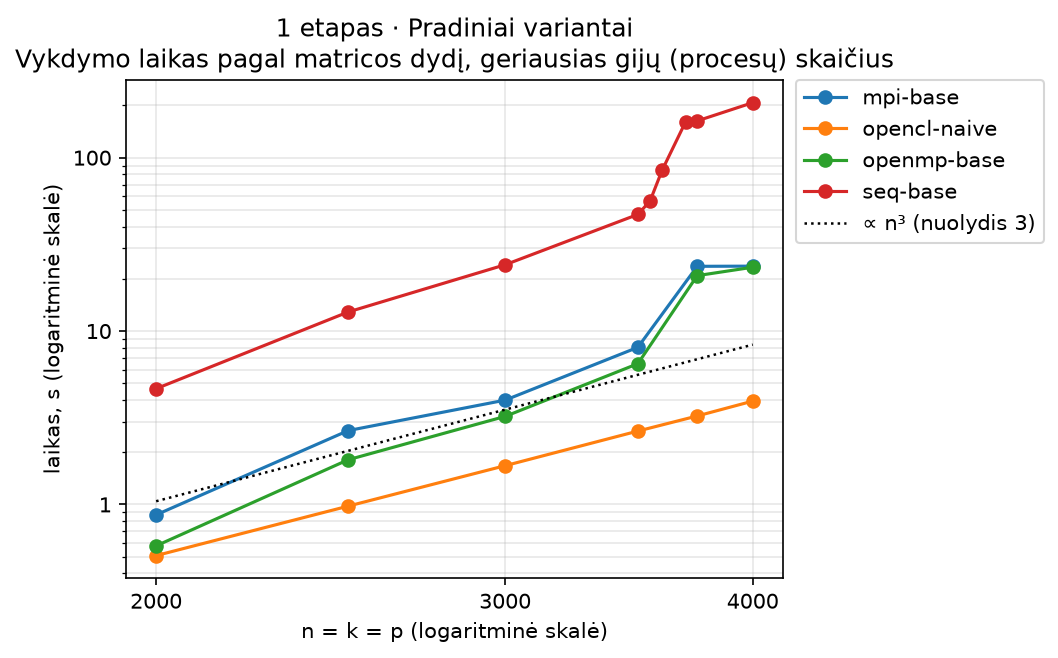 1 etapas · Pradiniai variantai
Vykdymo laikas pagal matricos dydį, geriausias gijų (procesų) skaičius
laikas, s (logaritminė skalė)
100
10
1
2000
3000
4000
n = k = p (logaritminė skalė)
mpi-base
opencl-naive
openmp-base
seq-base
∝ n³ (nuolydis 3)